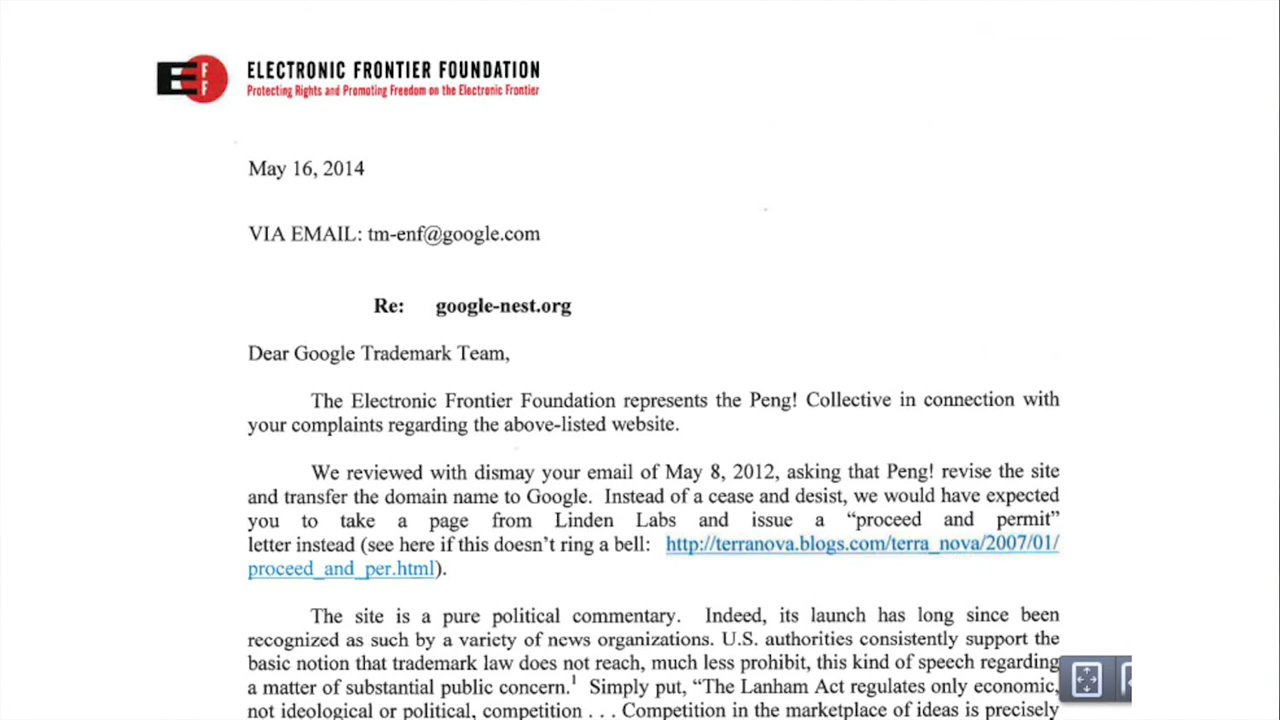 EFF
ELECTRONIC FRONTIER FOUNDATION
Protecting Rights and Promoting Freedom on the Electronic Frontier
May 16, 2014
VIA EMAIL: tm-enf@google.com
Re: google-nest.org
Dear Google Trademark Team,
The Electronic Frontier Foundation represents the Peng! Collective in connection with
your complaints regarding the above-listed website.
We reviewed with dismay your email of May 8, 2012, asking that Peng! revise the site
and transfer the domain name to Google. Instead of a cease and desist, we would have expected
you to take a page from Linden Labs and issue a “proceed and permit”
letter instead (see here if this doesn’t ring a bell: http://terranova.blogs.com/terra_nova/2007/01/
proceed_and_per.html).
The site is a pure political commentary. Indeed, its launch has long since been
recognized as such by a variety of news organizations. U.S. authorities consistently support the
basic notion that trademark law does not reach, much less prohibit, this kind of speech regarding
a matter of substantial public concern.1 Simply put, “The Lanham Act regulates only economic,
not ideological or political, competition . . . Competition in the marketplace of ideas is precisely